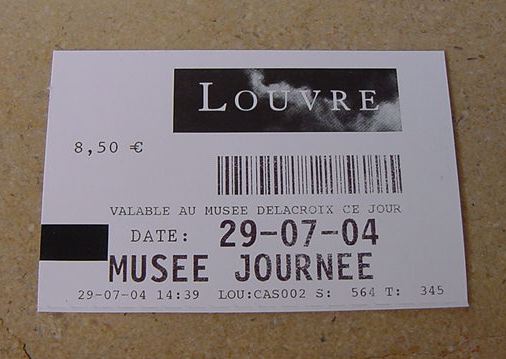 LOUVRE
8,50 €
VALABLE AU MUSEE DELACROIX CE JOUR
DATE: 29-07-04
MUSEE JOURNEE
29-07-04 14:39 LOU:CAS002 S: 564 T: 345